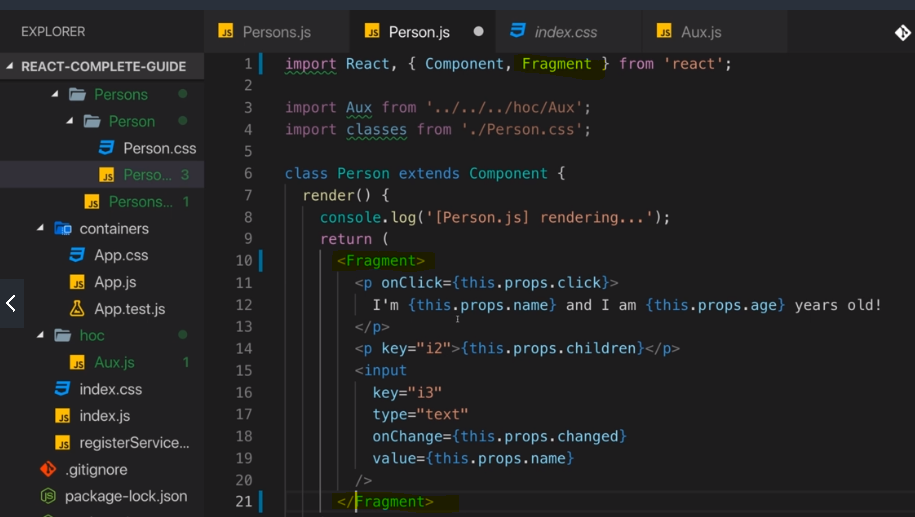 EXPLORER
REACT-COMPLETE-GUIDE
Persons
Person
Person.css
Perso... 3
Persons... 1
containers
App.css
App.js
App.test.js
hoc
Aux.js 1
index.css
index.js
registerService...
.gitignore
package-lock.json
Persons.js Person.js index.css Aux.js
1 import React, { Component, Fragment } from 'react';
2
3 import Aux from '../../../hoc/Aux';
4 import classes from './Person.css';
5
6 class Person extends Component {
7 render() {
8 console.log('[Person.js] rendering...');
9 return (
10 <Fragment>
11 <p onClick={this.props.click}>
12 I'm {this.props.name} and I am {this.props.age} years old!
13 </p>
14 <p key="i2">{this.props.children}</p>
15 <input
16 key="i3"
17 type="text"
18 onChange={this.props.changed}
19 value={this.props.name}
20 />
21 </Fragment>